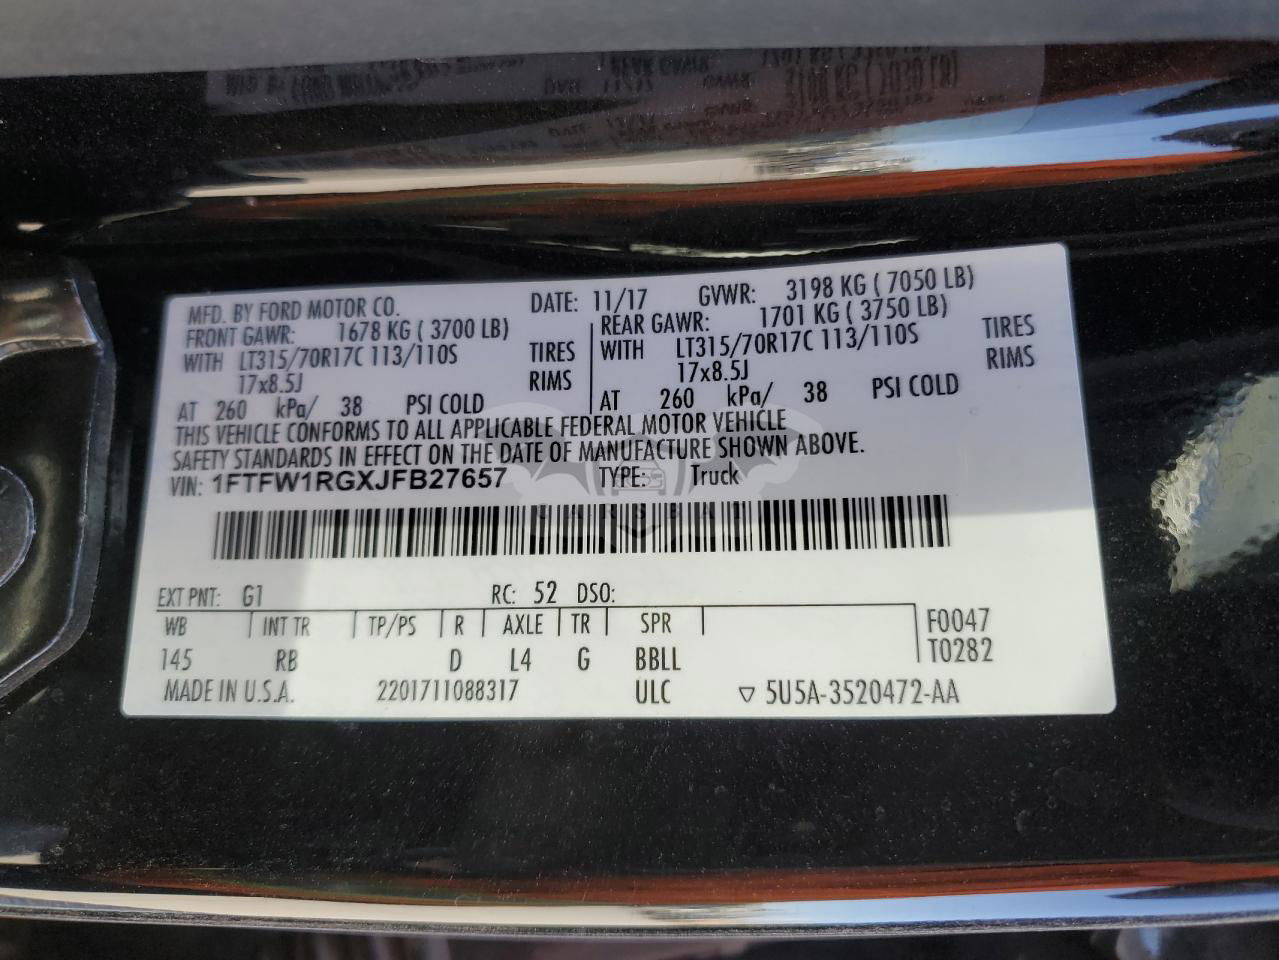 MFD. BY FORD MOTOR CO. DATE: 11/17 GVWR: 3198 KG ( 7050 LB)
FRONT GAWR: 1678 KG ( 3700 LB) REAR GAWR: 1701 KG ( 3750 LB)
WITH LT315/70R17C 113/110S TIRES WITH LT315/70R17C 113/110S TIRES
17x8.5J RIMS 17x8.5J RIMS
AT 260 kPa/ 38 PSI COLD AT 260 kPa/ 38 PSI COLD
THIS VEHICLE CONFORMS TO ALL APPLICABLE FEDERAL MOTOR VEHICLE
SAFETY STANDARDS IN EFFECT ON THE DATE OF MANUFACTURE SHOWN ABOVE.
VIN: 1FTFW1RGXJFB27657 TYPE: Truck
CARSBAT
EXT PNT: G1 RC: 52 DSO:
WB INT TR TP/PS R AXLE TR SPR F0047
145 RB D L4 G BBLL T0282
MADE IN U.S.A. 2201711088317 ULC ▽ 5U5A-3520472-AA